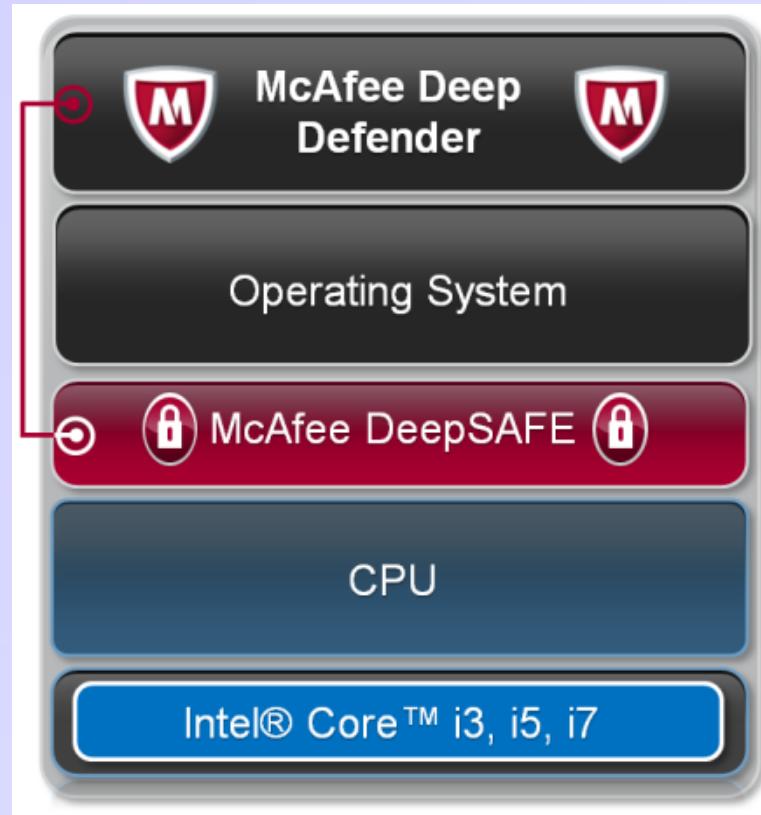 McAfee Deep
Defender
Operating System
McAfee DeepSAFE
CPU
Intel® Core™ i3, i5, i7